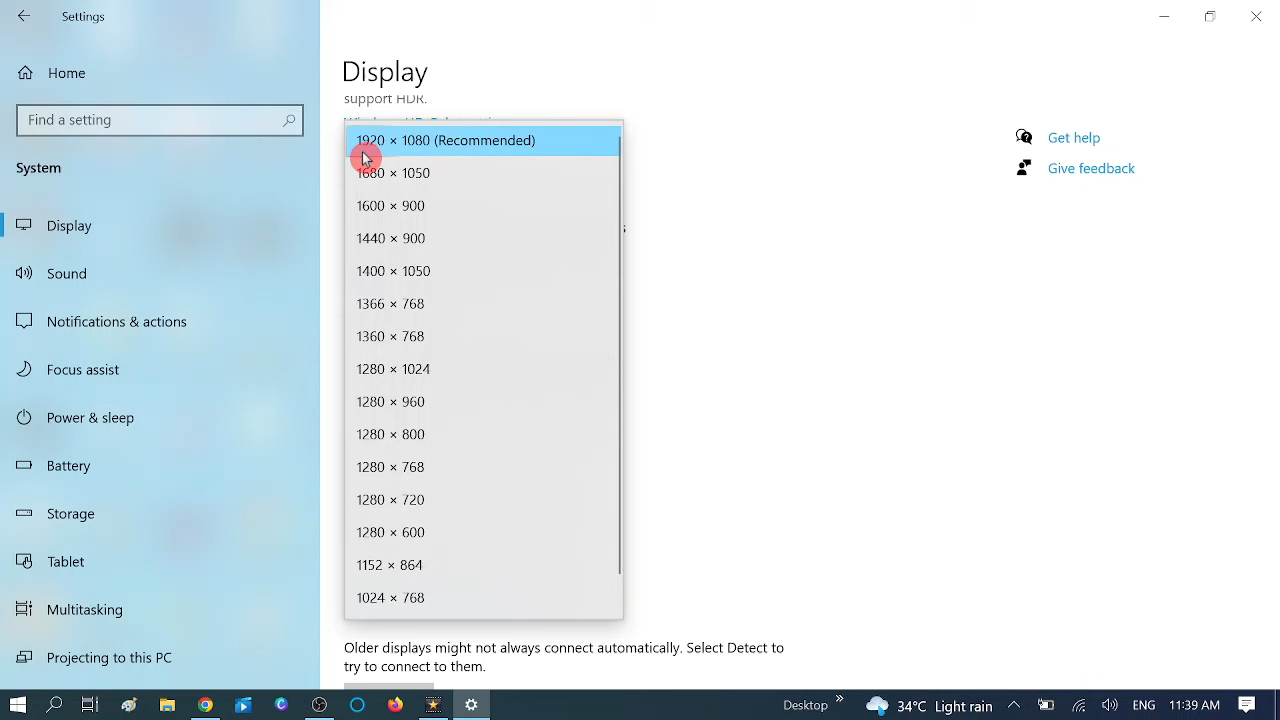 Settings
Home
Find a setting
System
Display
Sound
Notifications & actions
Focus assist
Power & sleep
Battery
Storage
Tablet
Multitasking
Projecting to this PC
Display
support HDR.
1920 × 1080 (Recommended)
1680 × 1050
1600 × 900
1440 × 900
1400 × 1050
1366 × 768
1360 × 768
1280 × 1024
1280 × 960
1280 × 800
1280 × 768
1280 × 720
1280 × 600
1152 × 864
1024 × 768
Older displays might not always connect automatically. Select Detect to
try to connect to them.
Get help
Give feedback
Desktop
34°C Light rain
ENG
11:39 AM